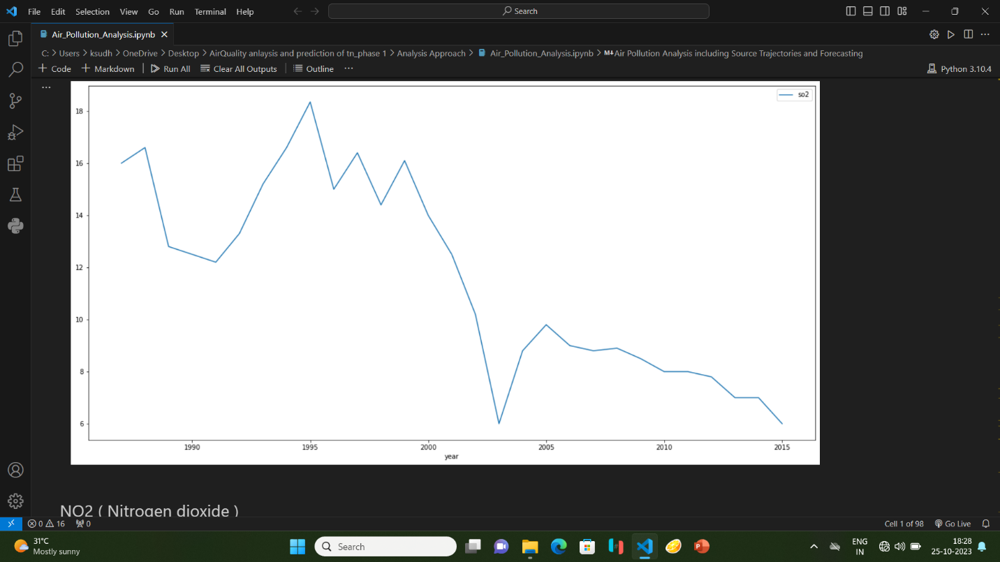 File Edit Selection View Go Run Terminal Help Search
Air_Pollution_Analysis.ipynb
C: > Users > ksudh > OneDrive > Desktop > AirQuality anlaysis and prediction of tn_phase 1 > Analysis Approach > Air_Pollution_Analysis.ipynb > M↓Air Pollution Analysis including Source Trajectories and Forecasting
+ Code + Markdown | Run All Clear All Outputs | Outline ... Python 3.10.4
...
so2
18
16
14
12
10
8
6
1990 1995 2000 2005 2010 2015
year
NO2 ( Nitrogen dioxide )
0 16 0 Cell 1 of 98 Go Live
31°C
Mostly sunny
Search
ENG
IN
18:28
25-10-2023